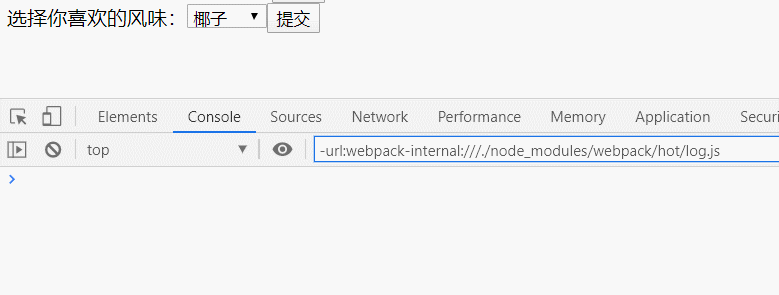 选择你喜欢的风味： 椰子 提交
Elements Console Sources Network Performance Memory Application Securi
top -url:webpack-internal:///./node_modules/webpack/hot/log.js